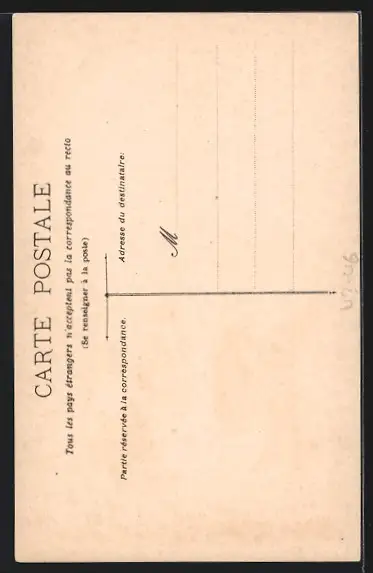 CARTE POSTALE
Tous les pays étrangers n'acceptent pas la correspondance au recto
(Se renseigner à la poste)
Partie réservée à la correspondance.
Adresse du destinataire:
M